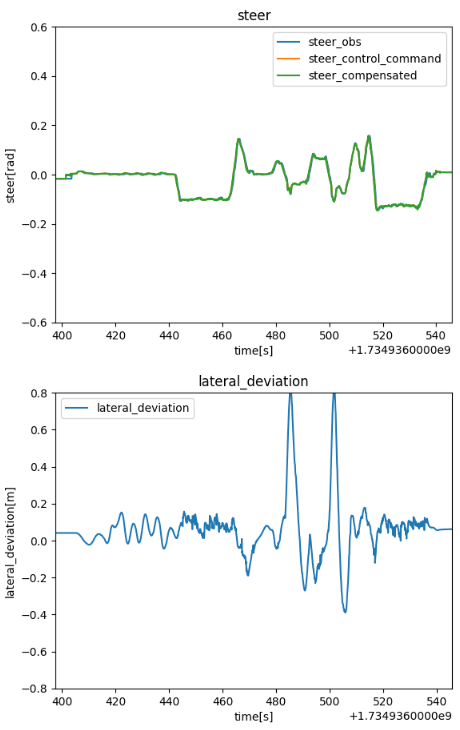 steer
0.6
0.4
0.2
0.0
−0.2
−0.4
−0.6
steer[rad]
steer_obs
steer_control_command
steer_compensated
400 420 440 460 480 500 520 540
time[s]
+1.7349360000e9
lateral_deviation
0.8
0.6
0.4
0.2
0.0
−0.2
−0.4
−0.6
−0.8
lateral_deviation[m]
lateral_deviation
400 420 440 460 480 500 520 540
time[s]
+1.7349360000e9